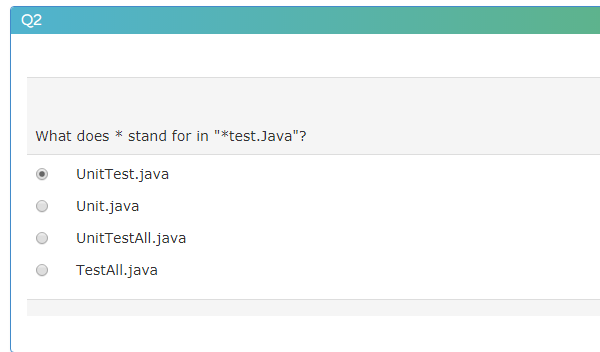 Q2
What does * stand for in "*test.Java"?
UnitTest.java
Unit.java
UnitTestAll.java
TestAll.java